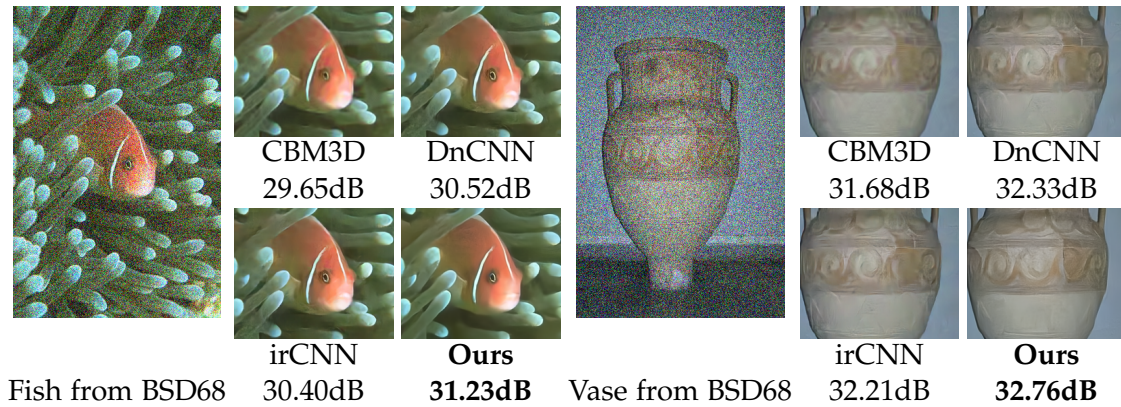 CBM3D
29.65dB
DnCNN
30.52dB
irCNN
30.40dB
Ours
31.23dB
Fish from BSD68
CBM3D
31.68dB
DnCNN
32.33dB
irCNN
32.21dB
Ours
32.76dB
Vase from BSD68